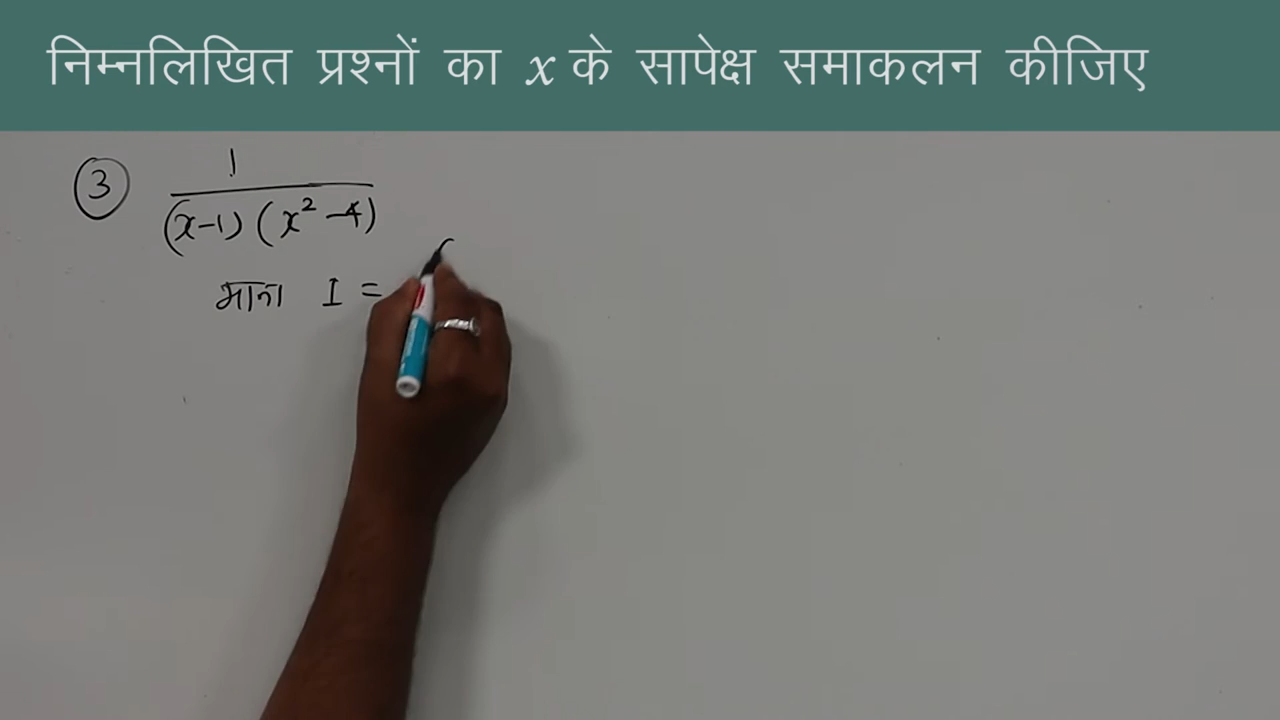 निम्नलिखित प्रश्नों का x के सापेक्ष समाकलन कीजिए
3 1
(x-1) (x² -4)
माना I =